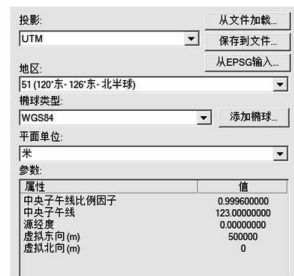 投影:
从文件加载...
UTM
保存到文件...
从EPSG输入...
地区:
51 (120°东- 126°东- 北半球)
椭球类型:
WGS84
添加椭球...
平面单位:
米
参数:
属性 值
中央子午线比例因子 0.999600000
中央子午线 123.00000000
源经度 0.00000000
虚拟东向(m) 500000
虚拟北向(m) 0